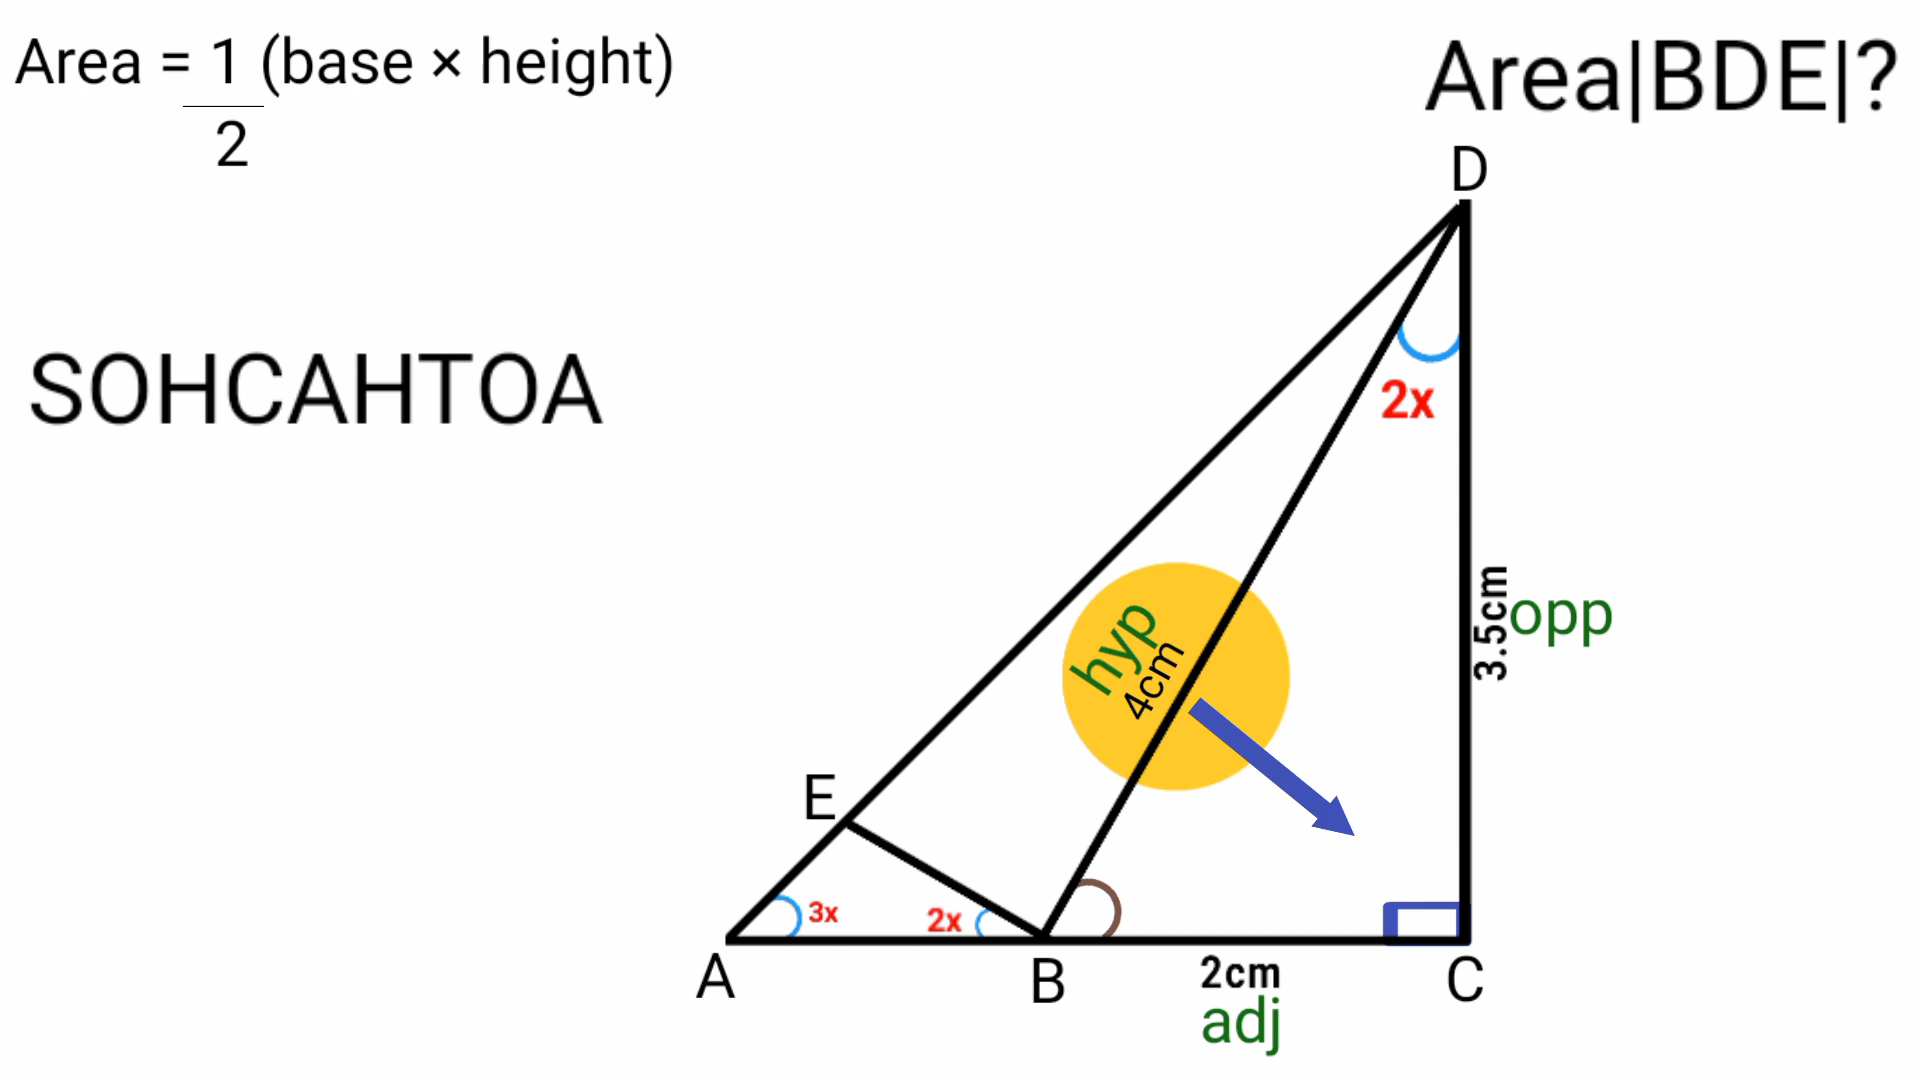 Area = 1 (base × height)
2
Area|BDE|?
D
SOHCAHTOA
2x
hyp
4cm
3.5cm
opp
E
3x
2x
A
B
2cm
C
adj